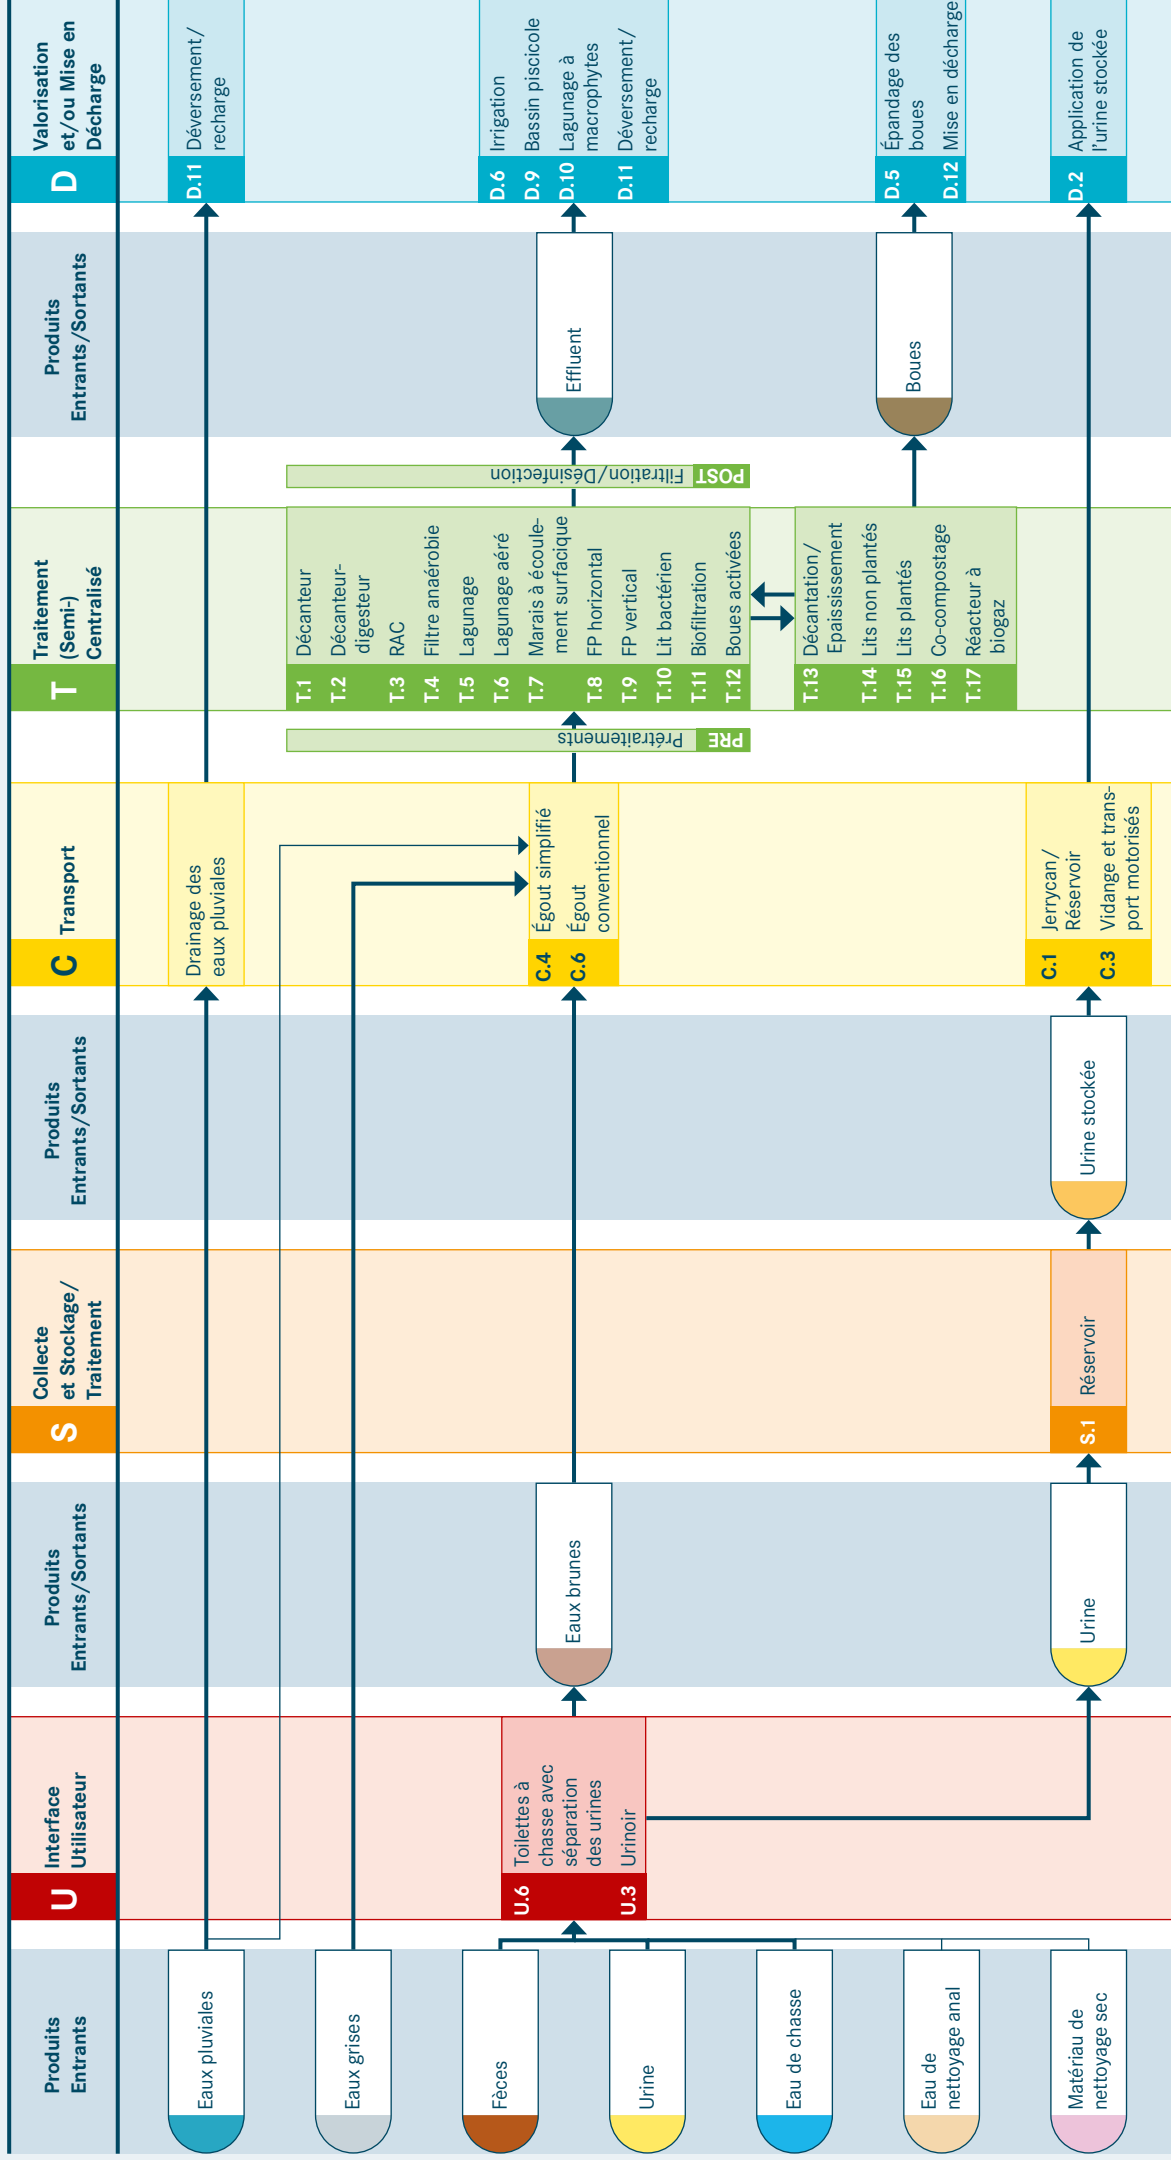 Produits
Entrants
U
Interface
Utilisateur
Produits
Entrants/Sortants
S
Collecte
et Stockage/
Traitement
Produits
Entrants/Sortants
C
Transport
T
Traitement
(Semi-)
Centralisé
Produits
Entrants/Sortants
D
Valorisation
et/ou Mise en
Décharge
Eaux pluviales
Drainage des
eaux pluviales
D.11 Déversement/
recharge
Eaux grises
Fèces
Urine
Eau de chasse
Eau de
nettoyage anal
Matériau de
nettoyage sec
U.6 Toilettes à
chasse avec
séparation
des urines
U.3 Urinoir
Eaux brunes
Urine
S.1 Réservoir
Urine stockée
C.4 Égout simplifié
C.6 Égout
conventionnel
C.1 Jerrycan/
Réservoir
C.3 Vidange et trans-
port motorisés
PRE Prétraitements
T.1 Décanteur
T.2 Décanteur-
digesteur
T.3 RAC
T.4 Filtre anaérobie
T.5 Lagunage
T.6 Lagunage aéré
T.7 Marais à écoule-
ment surfacique
T.8 FP horizontal
T.9 FP vertical
T.10 Lit bactérien
T.11 Biofiltration
T.12 Boues activées
T.13 Décantation/
Epaississement
T.14 Lits non plantés
T.15 Lits plantés
T.16 Co-compostage
T.17 Réacteur à
biogaz
POST Filtration/Désinfection
Effluent
Boues
D.6 Irrigation
D.9 Bassin piscicole
D.10 Lagunage à
macrophytes
D.11 Déversement/
recharge
D.5 Épandage des
boues
D.12 Mise en décharge
D.2 Application de
l'urine stockée